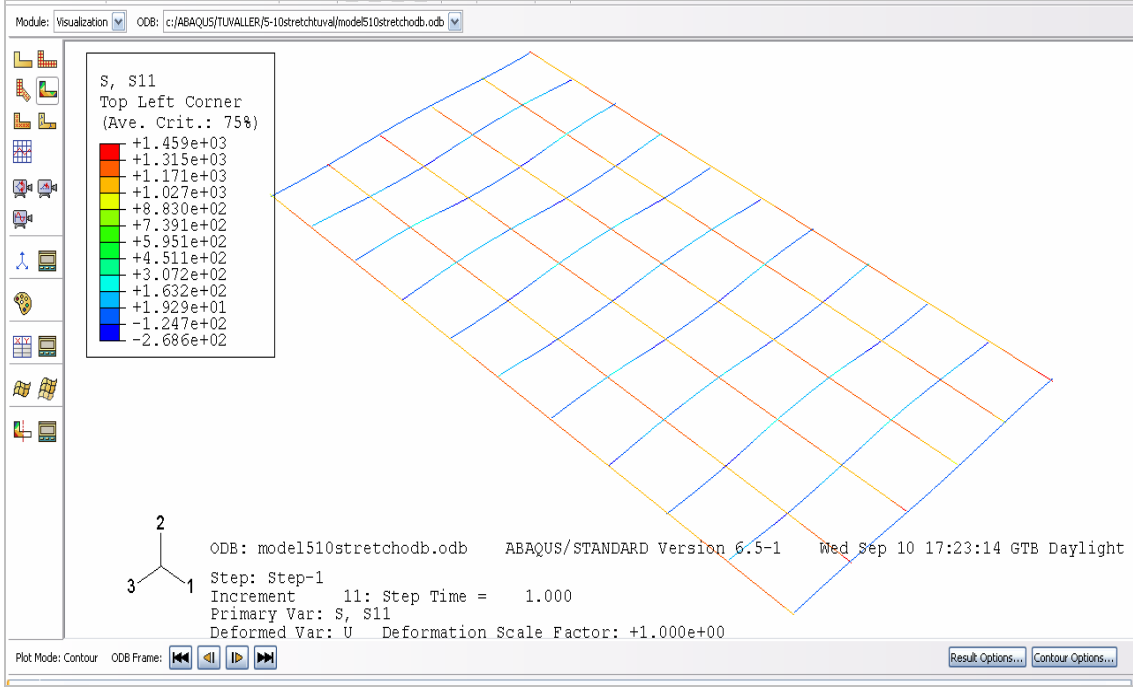 Module: Visualization ODB: c:/ABAQUS/TUVALLER/5-10stretchtuval/model510stretchodb.odb
S, S11
Top Left Corner
(Ave. Crit.: 75%)
+1.459e+03
+1.315e+03
+1.171e+03
+1.027e+03
+8.830e+02
+7.391e+02
+5.951e+02
+4.511e+02
+3.072e+02
+1.632e+02
+1.929e+01
-1.247e+02
-2.686e+02
2
3
1
ODB: model510stretchodb.odb ABAQUS/STANDARD Version 6.5-1 Wed Sep 10 17:23:14 GTB Daylight
Step: Step-1
Increment 11: Step Time = 1.000
Primary Var: S, S11
Deformed Var: U Deformation Scale Factor: +1.000e+00
Plot Mode: Contour ODB Frame: Result Options... Contour Options...